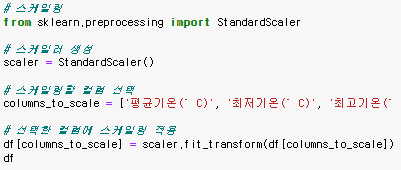 # 스케일링
from sklearn.preprocessing import StandardScaler
# 스케일러 생성
scaler = StandardScaler()
# 스케일링할 컬럼 선택
columns_to_scale = ['평균기온(°C)', '최저기온(°C)', '최고기온(°
# 선택한 컬럼에 스케일링 적용
df[columns_to_scale] = scaler.fit_transform(df[columns_to_scale])
df